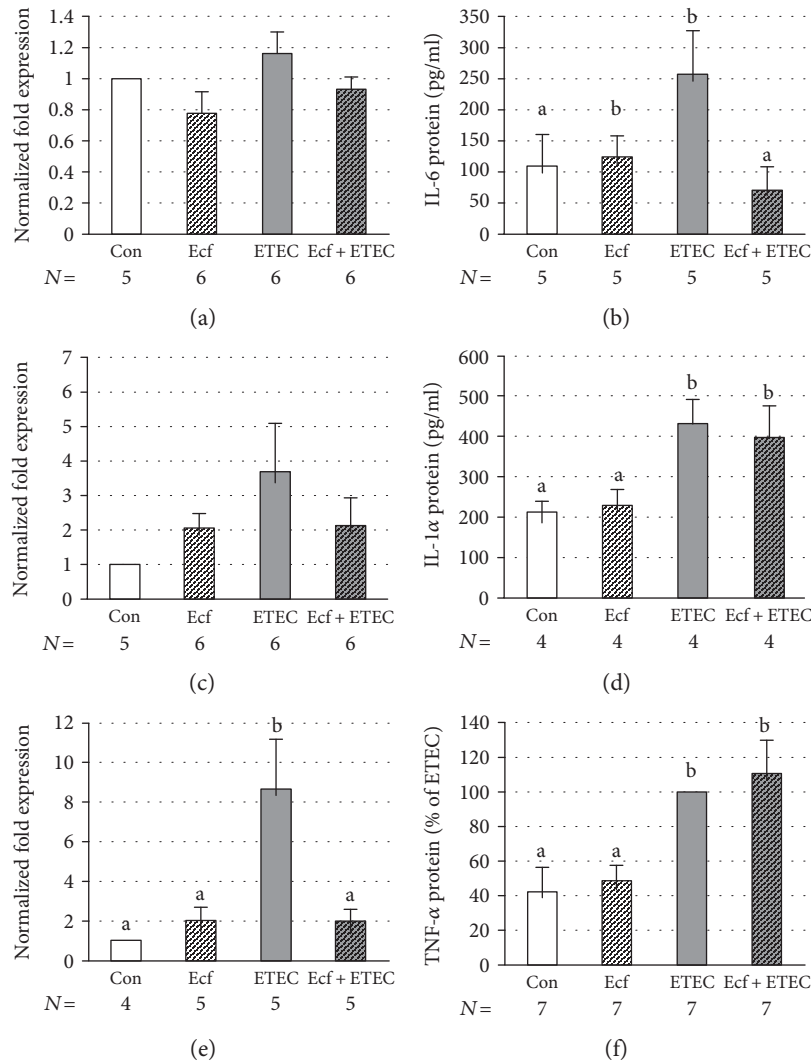 Normalized fold expression
1.4
1.2
1
0.8
0.6
0.4
0.2
0
Con Ecf ETEC Ecf + ETEC
N = 5 6 6 6
(a)
IL-6 protein (pg/ml)
350
300
250
200
150
100
50
0
a b b a
Con Ecf ETEC Ecf + ETEC
N = 5 5 5 5
(b)
Normalized fold expression
7
6
5
4
3
2
1
0
Con Ecf ETEC Ecf + ETEC
N = 5 6 6 6
(c)
IL-1α protein (pg/ml)
600
500
400
300
200
100
0
a a b b
Con Ecf ETEC Ecf + ETEC
N = 4 4 4 4
(d)
Normalized fold expression
12
10
8
6
4
2
0
a a b a
Con Ecf ETEC Ecf + ETEC
N = 4 5 5 5
(e)
TNF-α protein (% of ETEC)
140
120
100
80
60
40
20
0
a a b b
Con Ecf ETEC Ecf + ETEC
N = 7 7 7 7
(f)